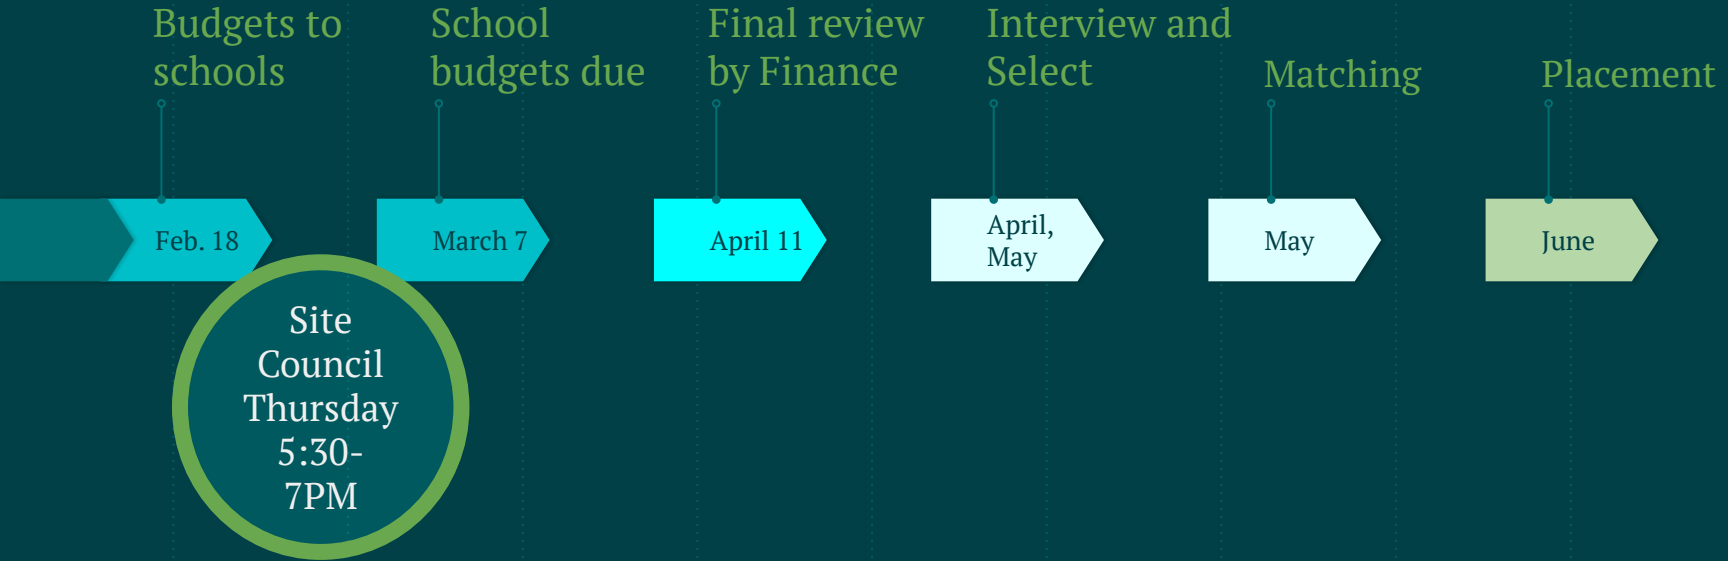 Budgets to
schools
School
budgets due
Final review
by Finance
Interview and
Select
Matching
Placement
Feb. 18
March 7
April 11
April,
May
May
June
Site
Council
Thursday
5:30-
7PM